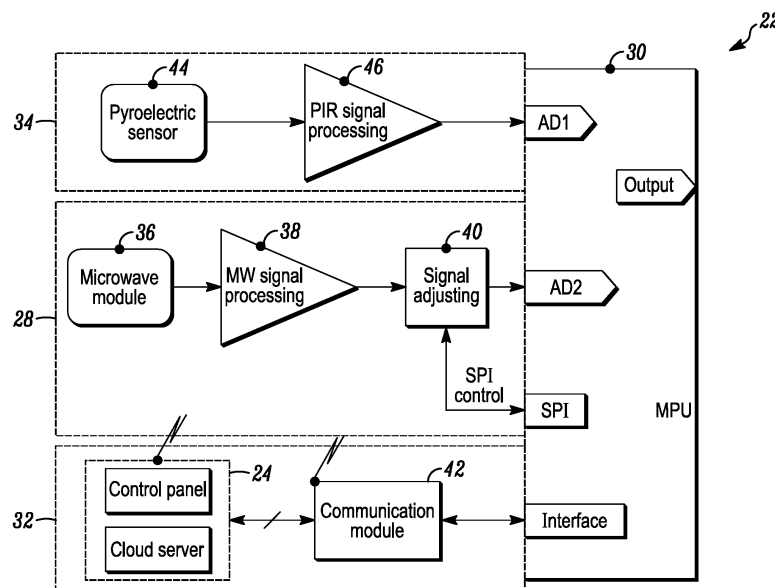 22
30
34
44
Pyroelectric
sensor
46
PIR signal
processing
AD1
Output
28
36
Microwave
module
38
MW signal
processing
40
Signal
adjusting
AD2
SPI
control
SPI
MPU
32
24
Control panel
Cloud server
42
Communication
module
Interface